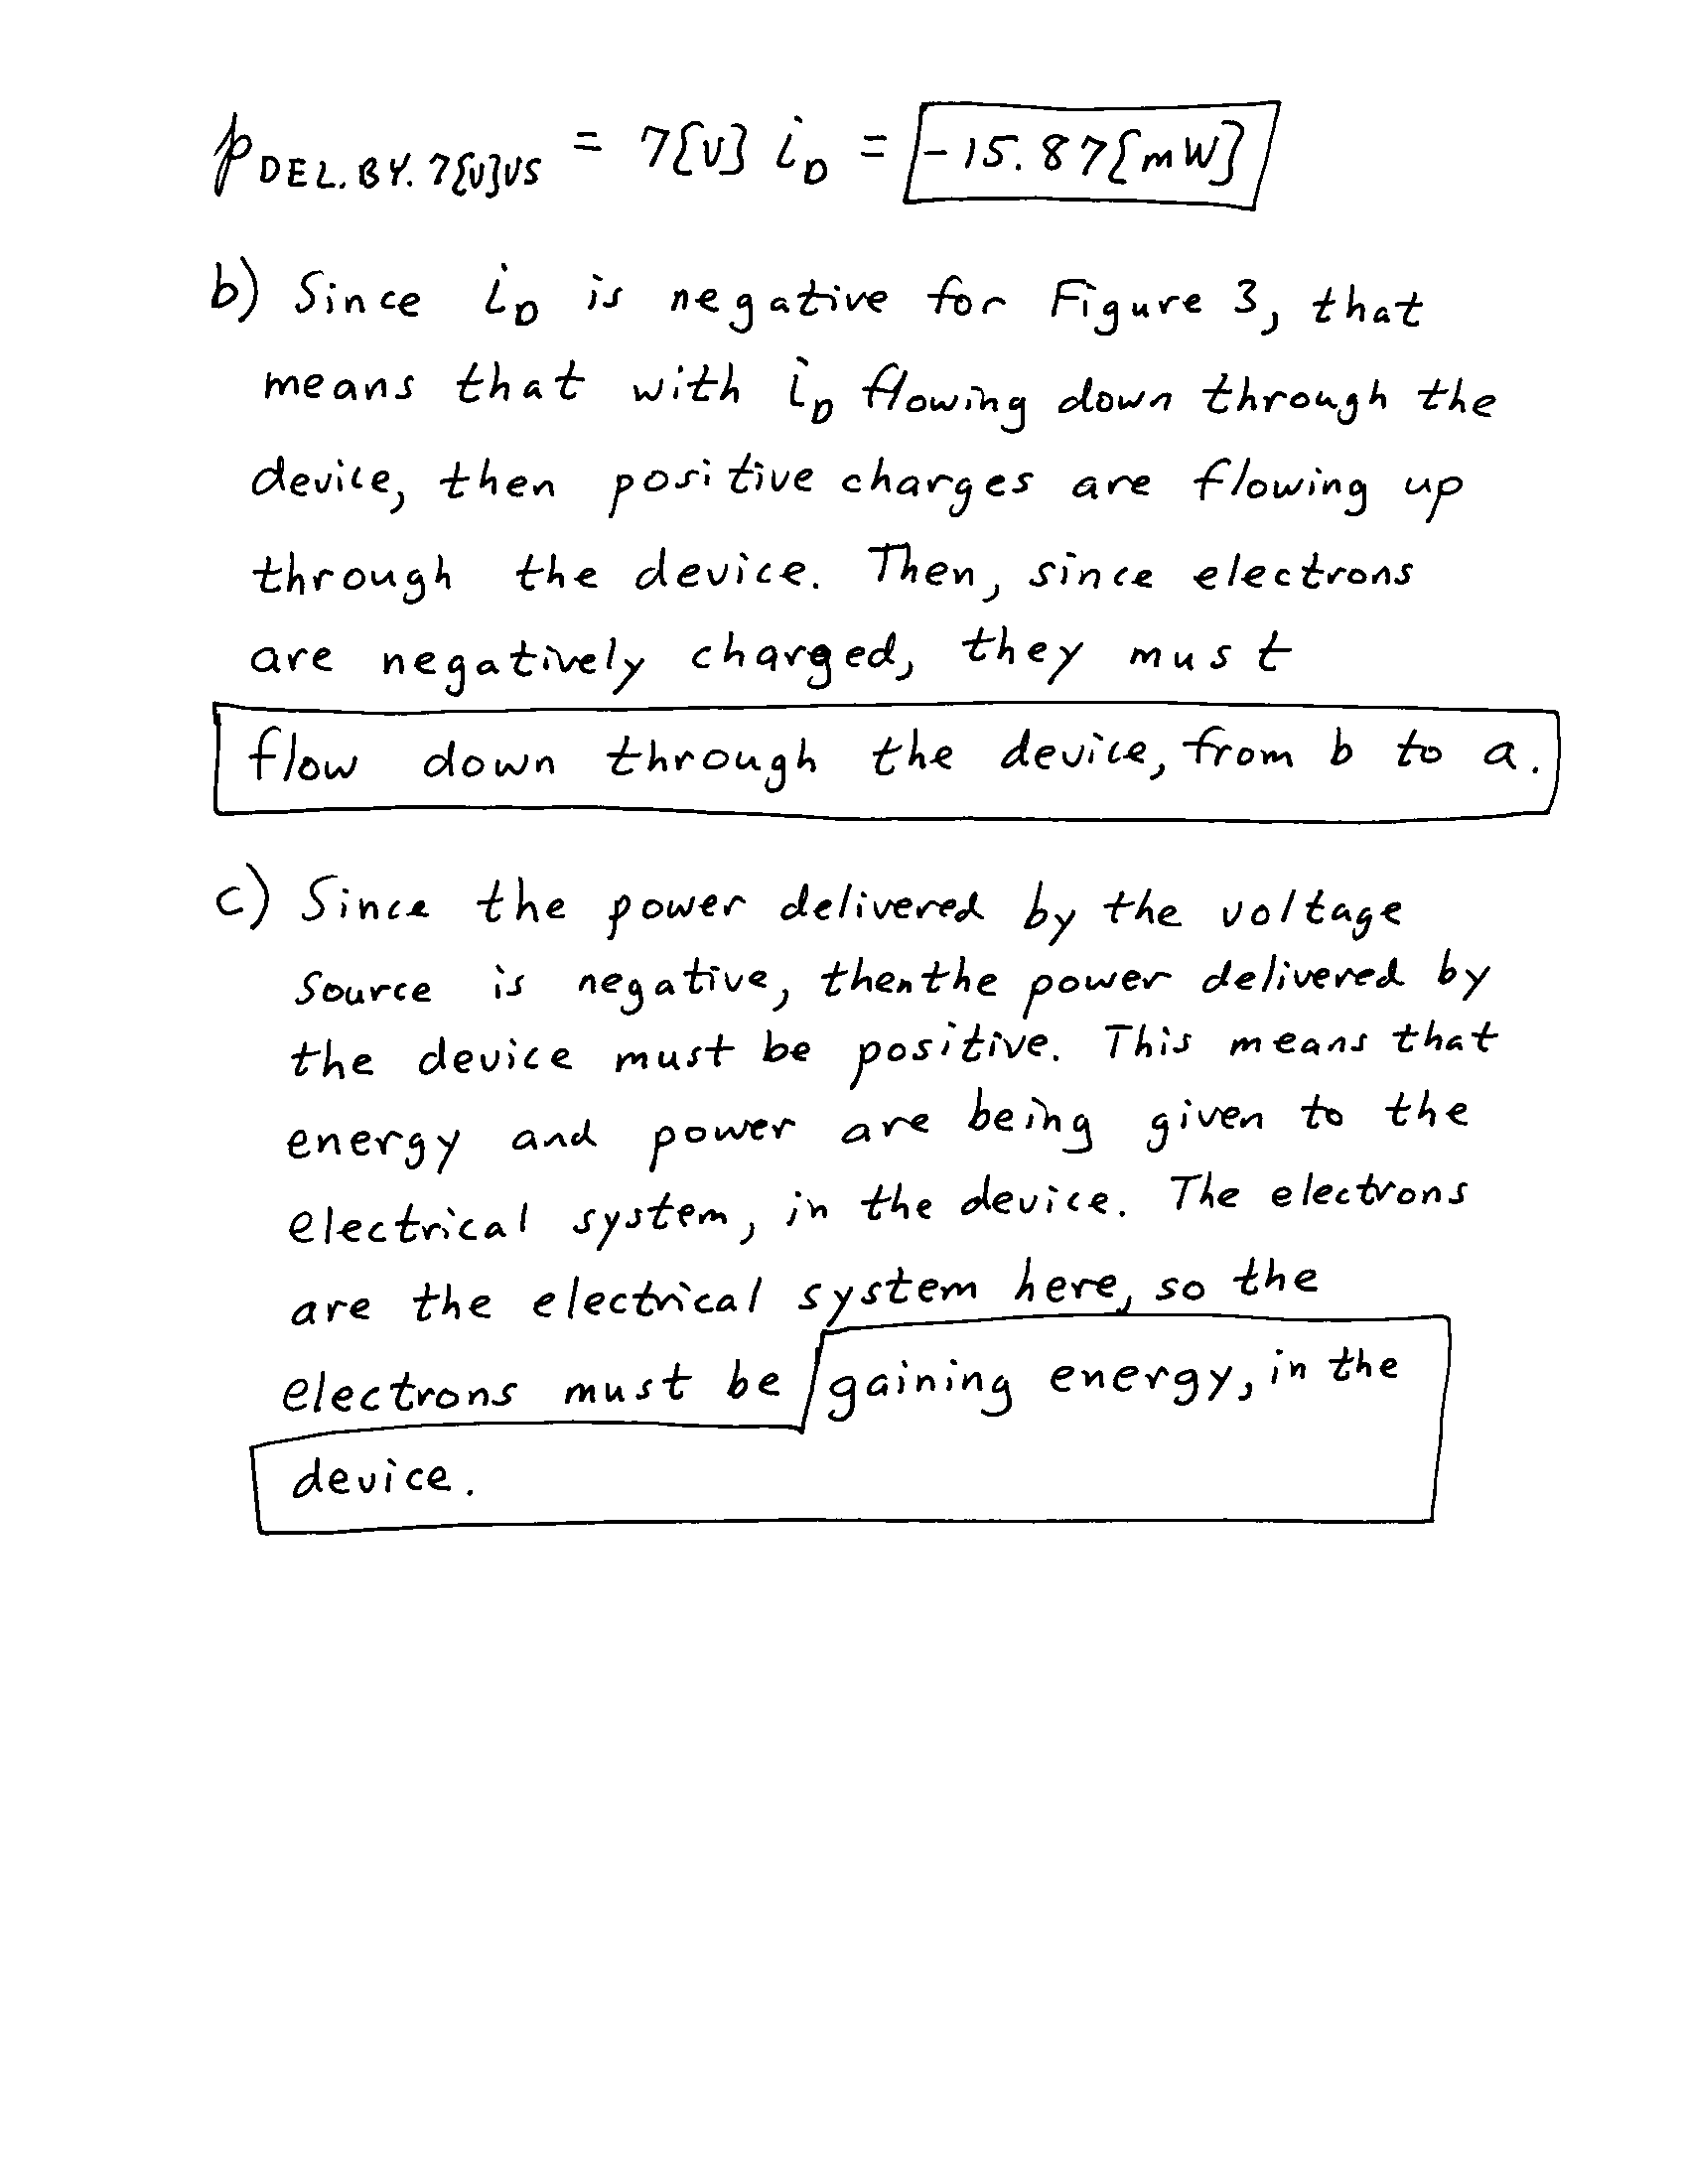 p DEL.BY.7[V]VS = 7[V] i_D = -15.87[mW]
b) Since i_D is negative for Figure 3, that
means that with i_D flowing down through the
device, then positive charges are flowing up
through the device. Then, since electrons
are negatively charged, they must
flow down through the device, from b to a.
c) Since the power delivered by the voltage
source is negative, then the power delivered by
the device must be positive. This means that
energy and power are being given to the
electrical system, in the device. The electrons
are the electrical system here, so the
electrons must be gaining energy, in the
device.